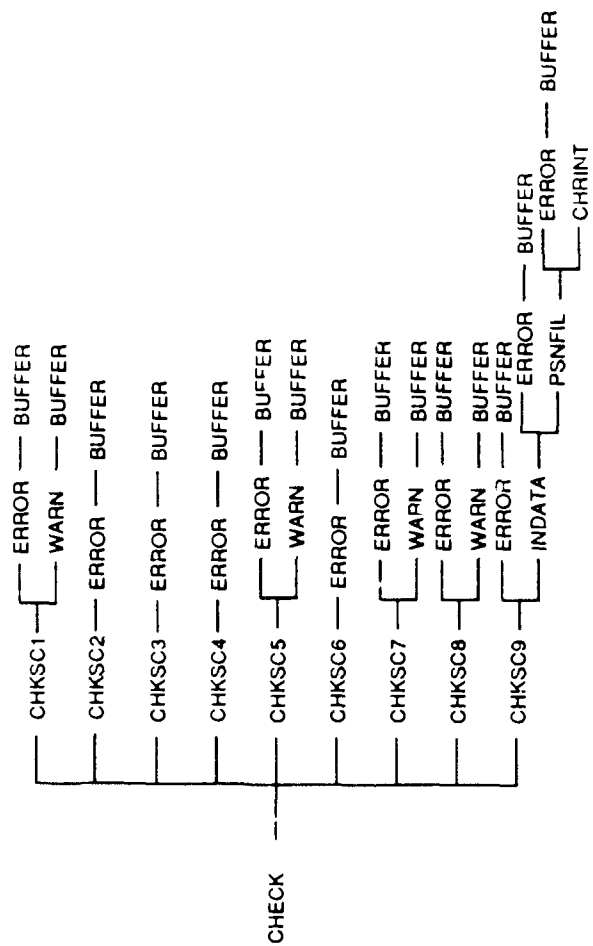 CHECK
CHKSC1 ERROR BUFFER
WARN BUFFER
CHKSC2 ERROR BUFFER
CHKSC3 ERROR BUFFER
CHKSC4 ERROR BUFFER
CHKSC5 ERROR BUFFER
WARN BUFFER
CHKSC6 ERROR BUFFER
CHKSC7 ERROR BUFFER
WARN BUFFER
CHKSC8 ERROR BUFFER
WARN BUFFER
CHKSC9 ERROR BUFFER
INDATA ERROR BUFFER
PSNFIL ERROR BUFFER
CHRINT